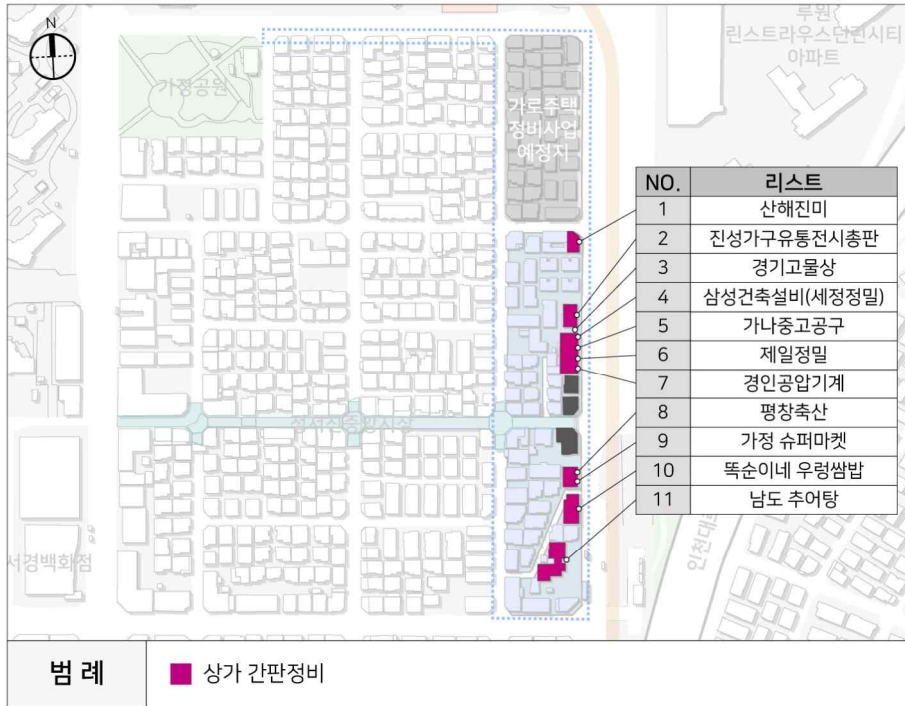 N
루원
린스트라우스단린시티
아파트
가정공원
가로주택
정비사업
예정지
NO. 리스트
1 산해진미
2 진성가구유통전시총판
3 경기고물상
4 삼성건축설비(세정정밀)
5 가나중고공구
6 제일정밀
7 경인공압기계
8 평창축산
9 가정 슈퍼마켓
10 똑순이네 우렁쌈밥
11 남도 추어탕
서경백화점
인천대로
범 례
상가 간판정비